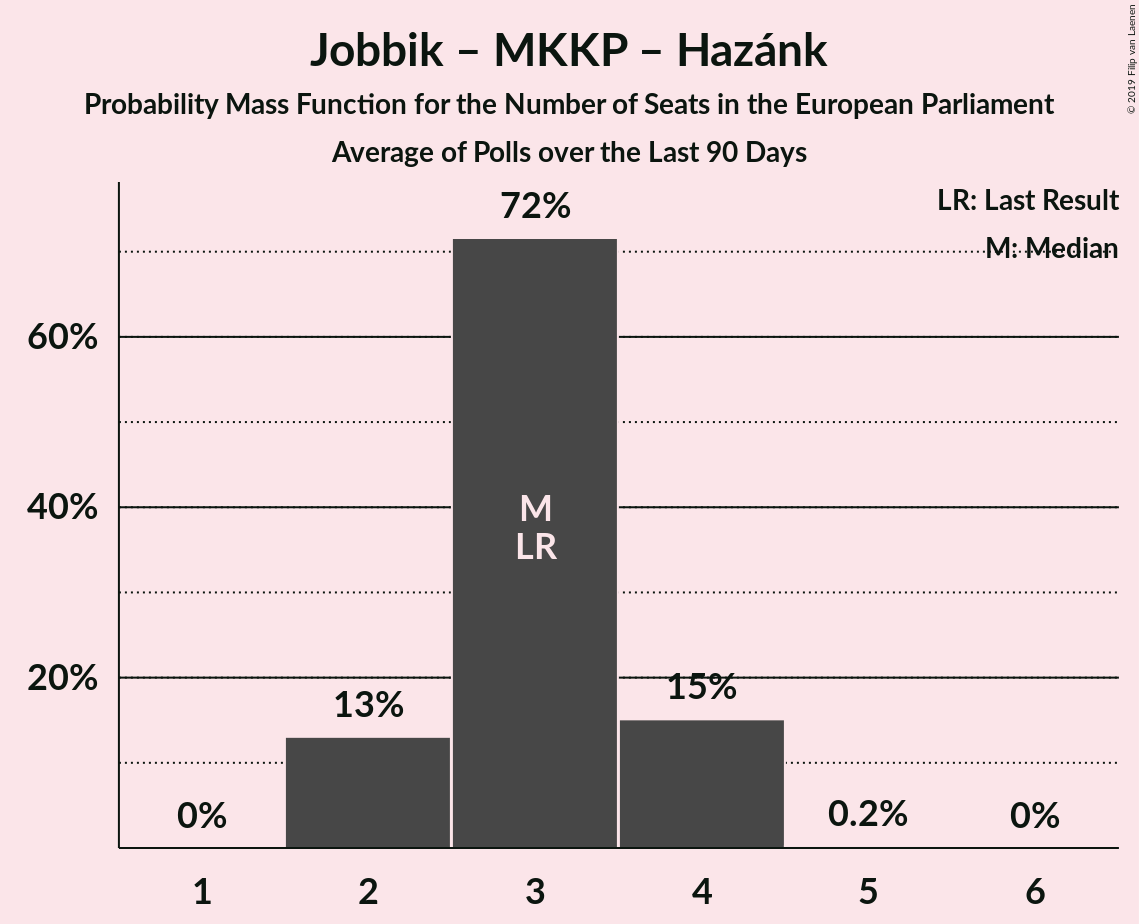 Jobbik – MKKP – Hazánk
Probability Mass Function for the Number of Seats in the European Parliament
Average of Polls over the Last 90 Days
© 2019 Filip van Laenen
LR: Last Result
M: Median
72%
60%
40%
M
LR
20%
13%
15%
0%
0.2%
0%
1 2 3 4 5 6